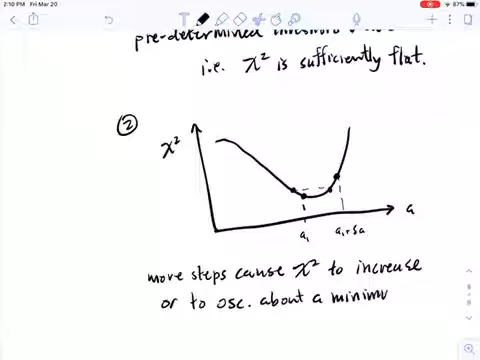 2:10 PM Fri Mar 20
87%
pre-determined
i.e. χ² is sufficiently flat.
②
χ²
a
a₁
a₁+δa
more steps cause χ² to increase
or to osc. about a minimu